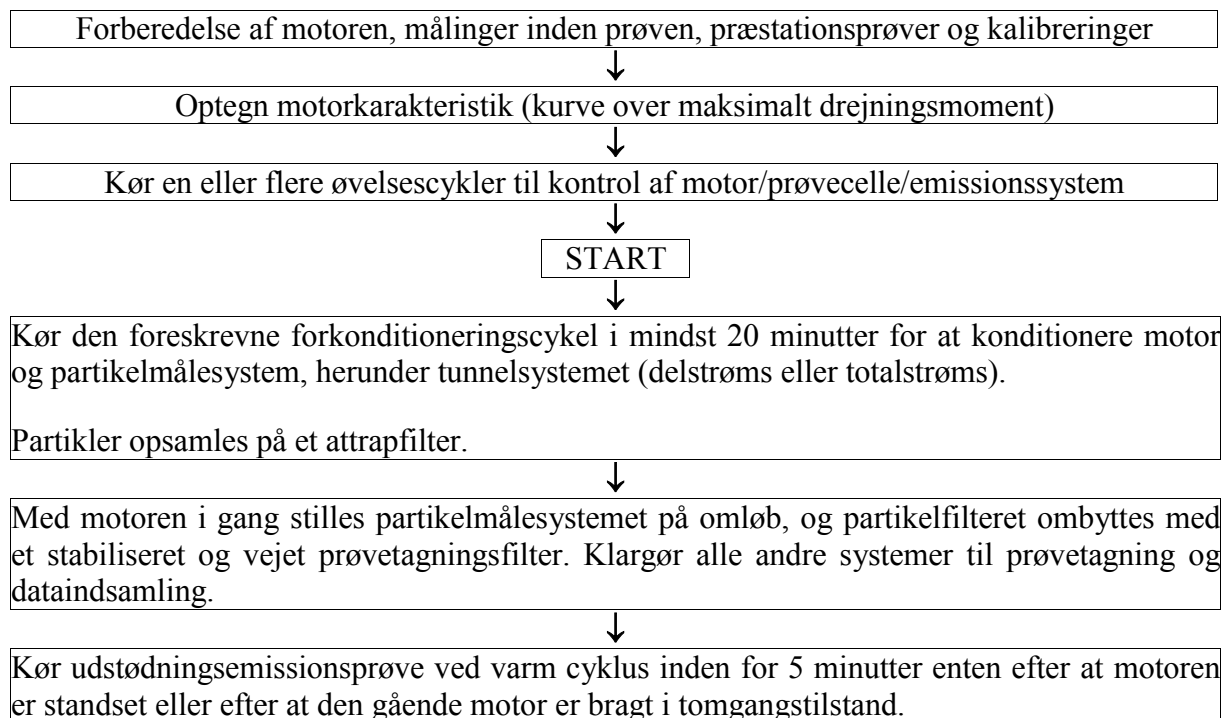 Forberedelse af motoren, målinger inden prøven, præstationsprøver og kalibreringer
Optegn motorkarakteristik (kurve over maksimalt drejningsmoment)
Kør en eller flere øvelsescykler til kontrol af motor/prøvecelle/emissionssystem
START
Kør den foreskrevne forkonditioneringscykel i mindst 20 minutter for at konditionere motor
og partikelmålesystem, herunder tunnelsystemet (delstrøms eller totalstrøms).
Partikler opsamles på et attrapfilter.
Med motoren i gang stilles partikelmålesystemet på omløb, og partikelfilteret ombyttes med
et stabiliseret og vejet prøvetagningsfilter. Klargør alle andre systemer til prøvetagning og
dataindsamling.
Kør udstødningsemissionsprøve ved varm cyklus inden for 5 minutter enten efter at motoren
er standset eller efter at den gående motor er bragt i tomgangstilstand.